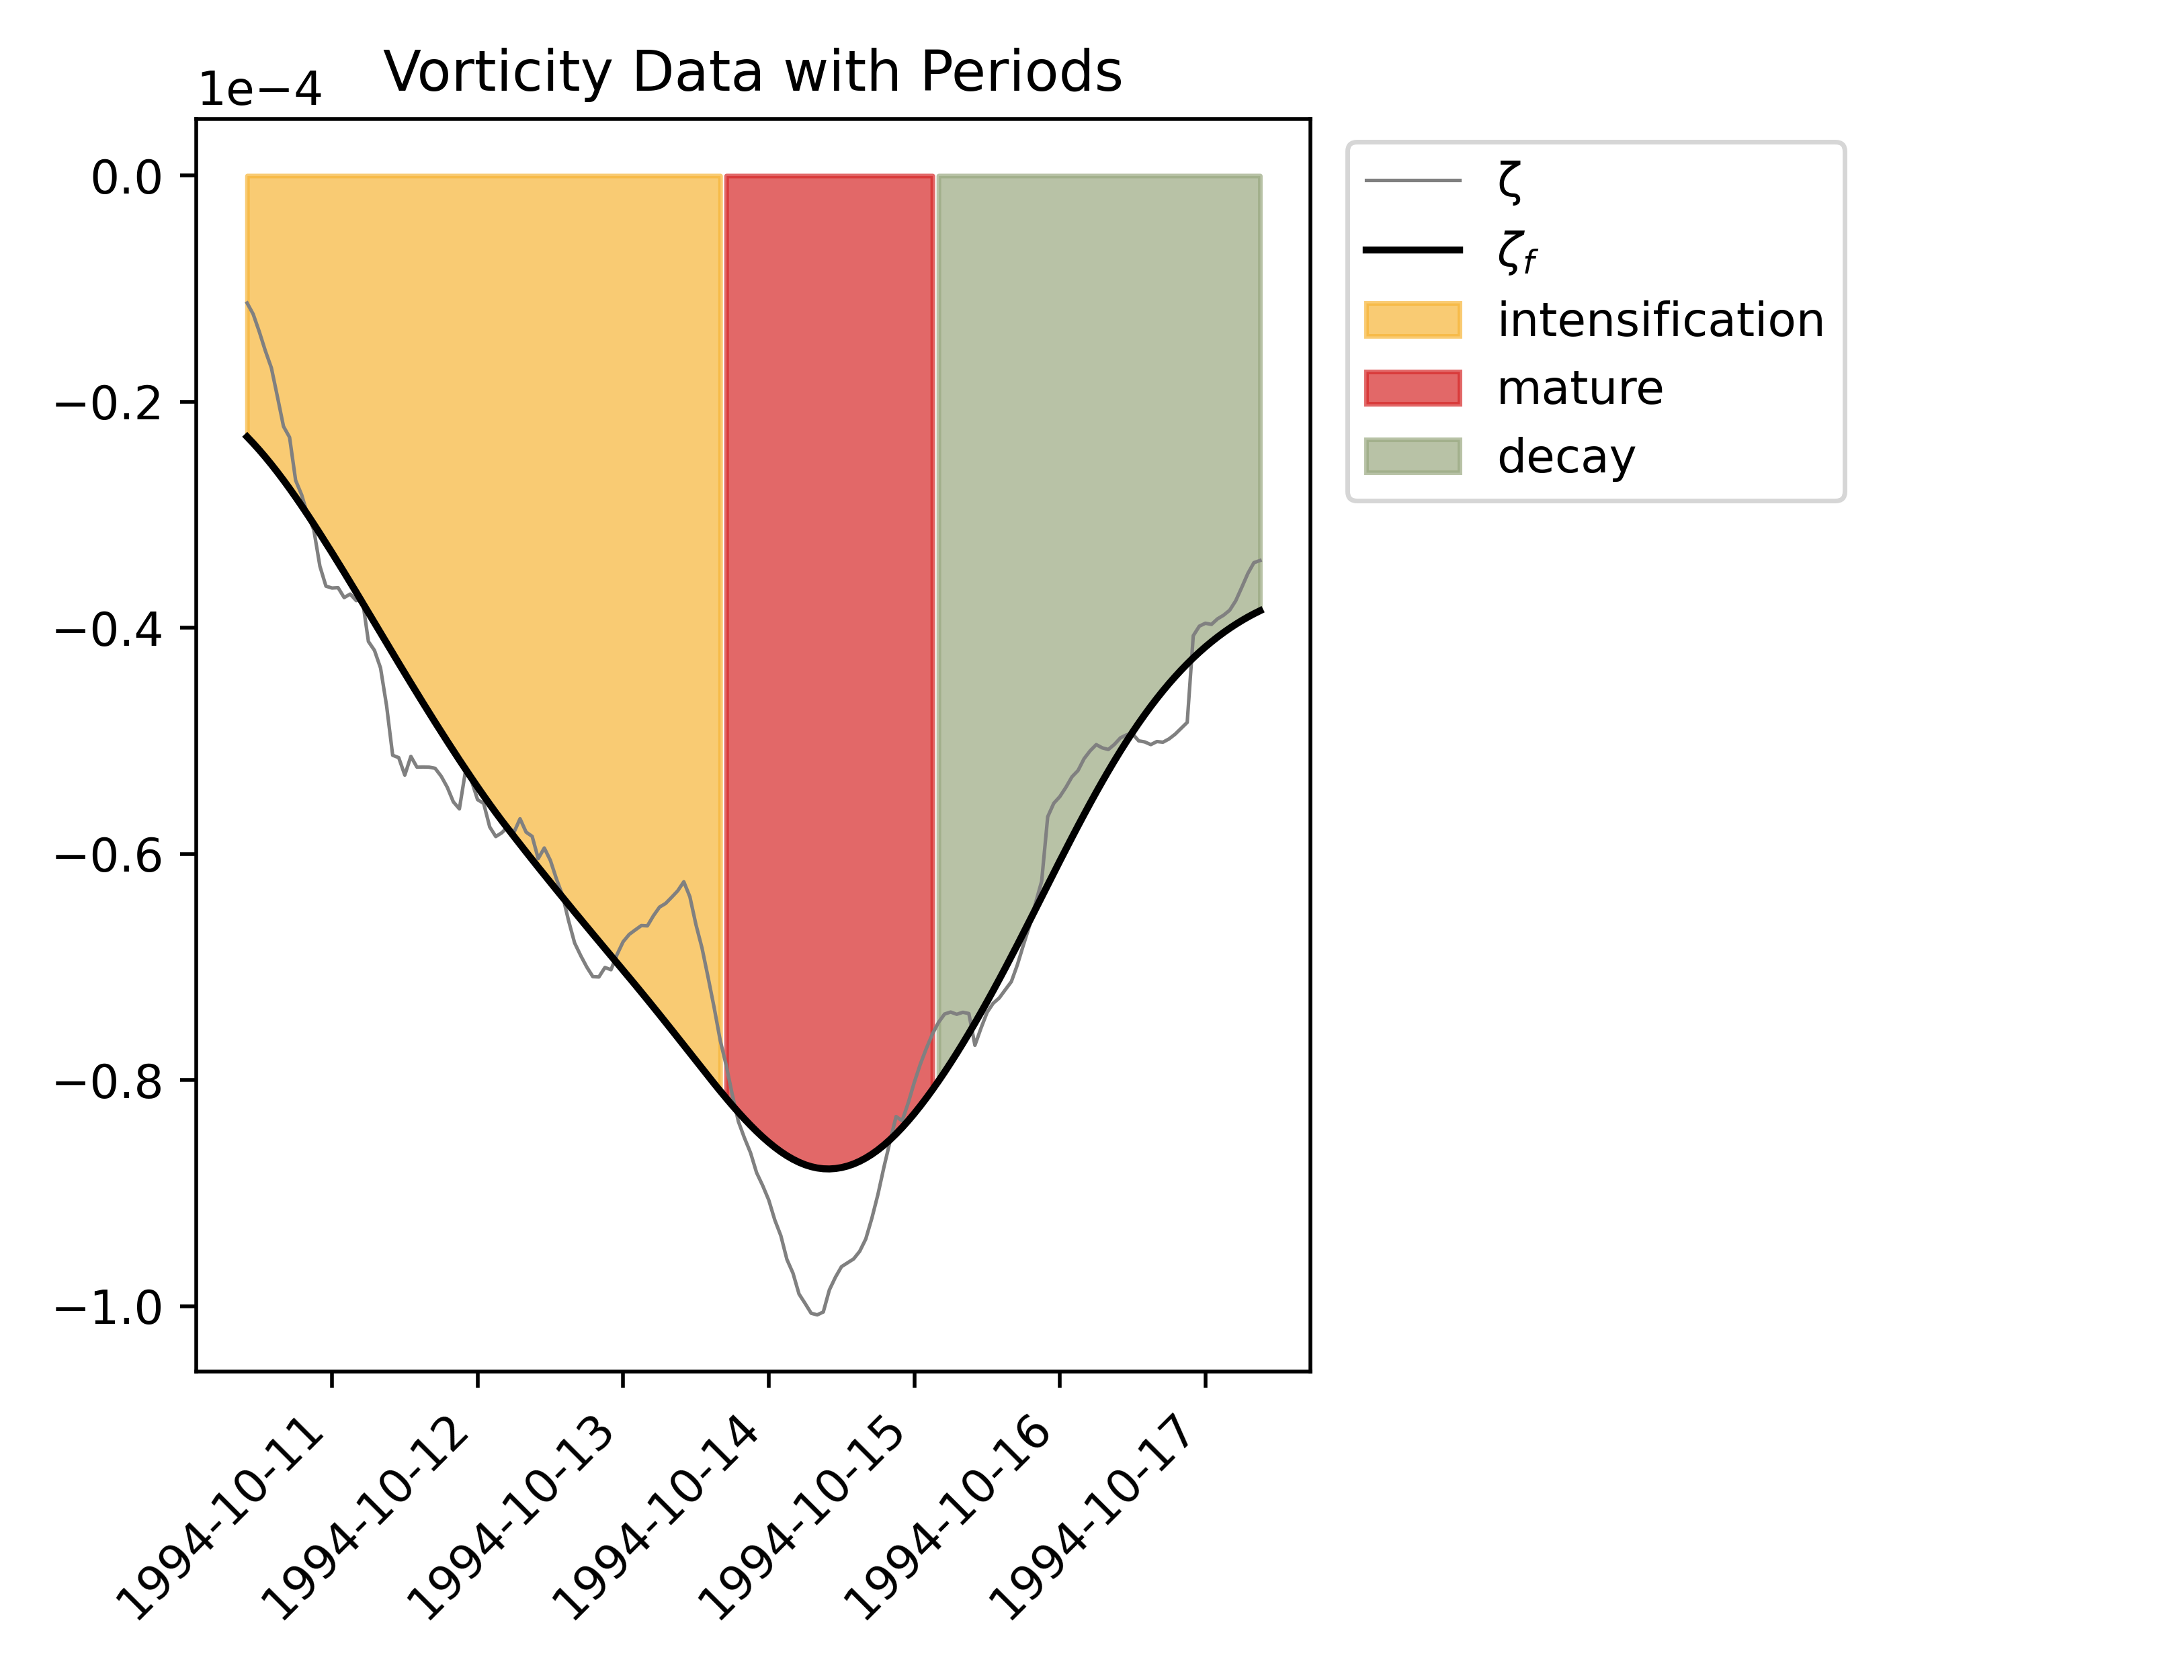 Vorticity Data with Periods
1e−4
0.0
−0.2
−0.4
−0.6
−0.8
−1.0
1994-10-11
1994-10-12
1994-10-13
1994-10-14
1994-10-15
1994-10-16
1994-10-17
ζ
ζf
intensification
mature
decay